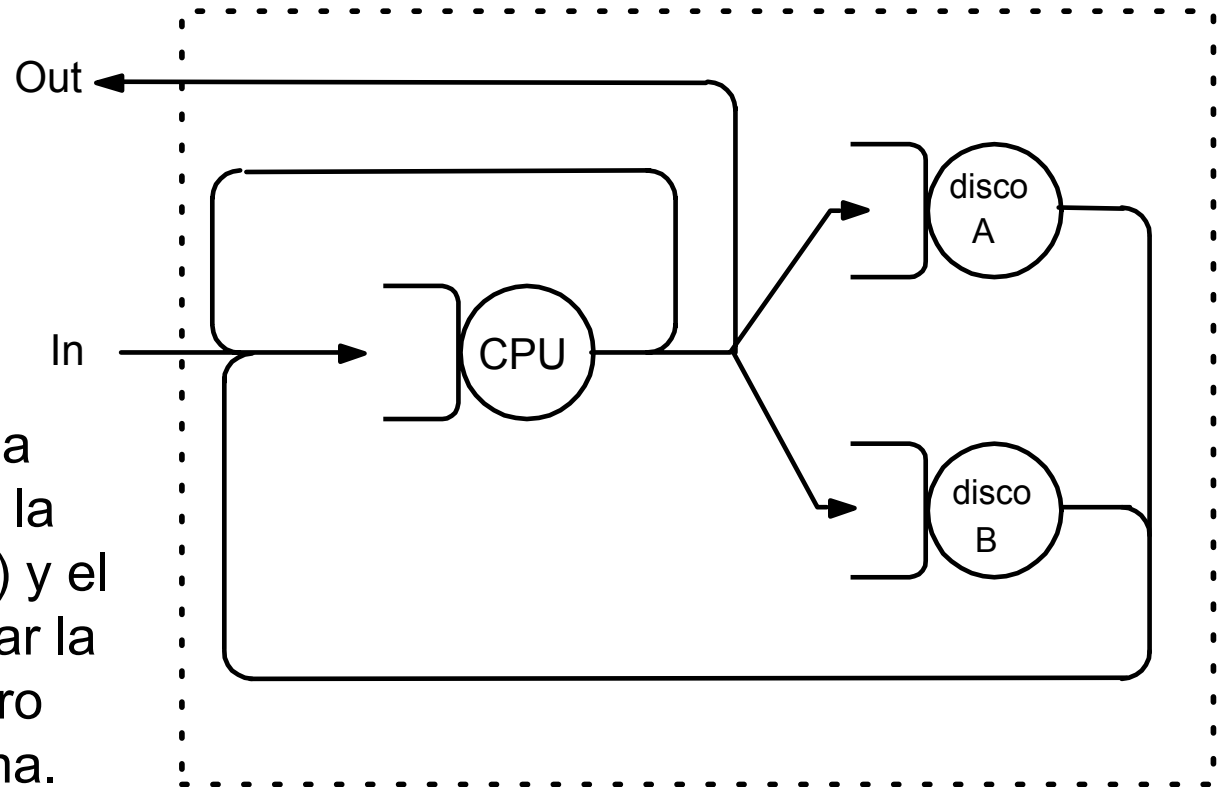 Out
disco
A
In
CPU
a
la
) y el
ar la
ro
na.
disco
B